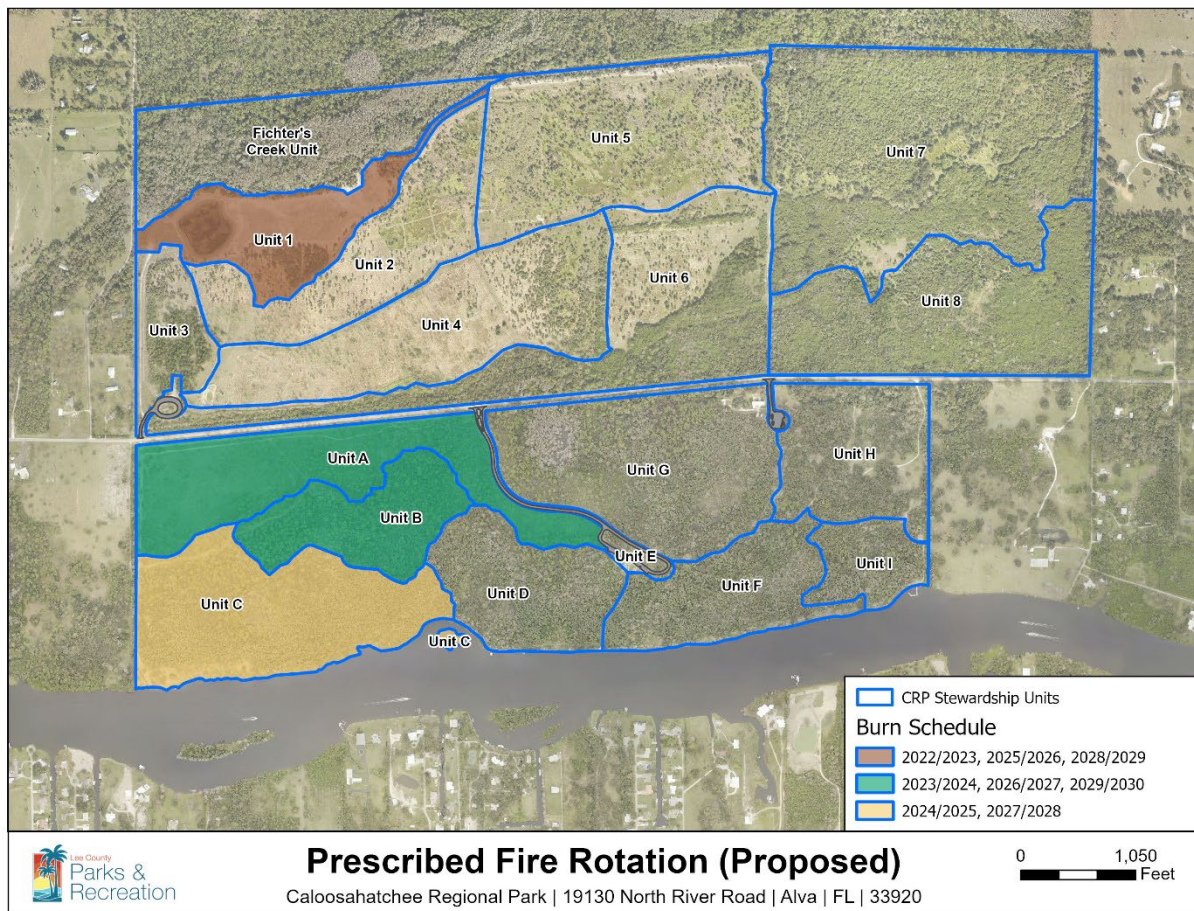 Fichter's
Creek Unit
Unit 5
Unit 7
Unit 1
Unit 2
Unit 6
Unit 8
Unit 3
Unit 4
Unit A
Unit G
Unit H
Unit B
Unit E
Unit I
Unit F
Unit D
Unit C
Unit C
CRP Stewardship Units
Burn Schedule
2022/2023, 2025/2026, 2028/2029
2023/2024, 2026/2027, 2029/2030
2024/2025, 2027/2028
Lee County
Parks &
Recreation
Prescribed Fire Rotation (Proposed)
Caloosahatchee Regional Park | 19130 North River Road | Alva | FL | 33920
0 1,050
Feet